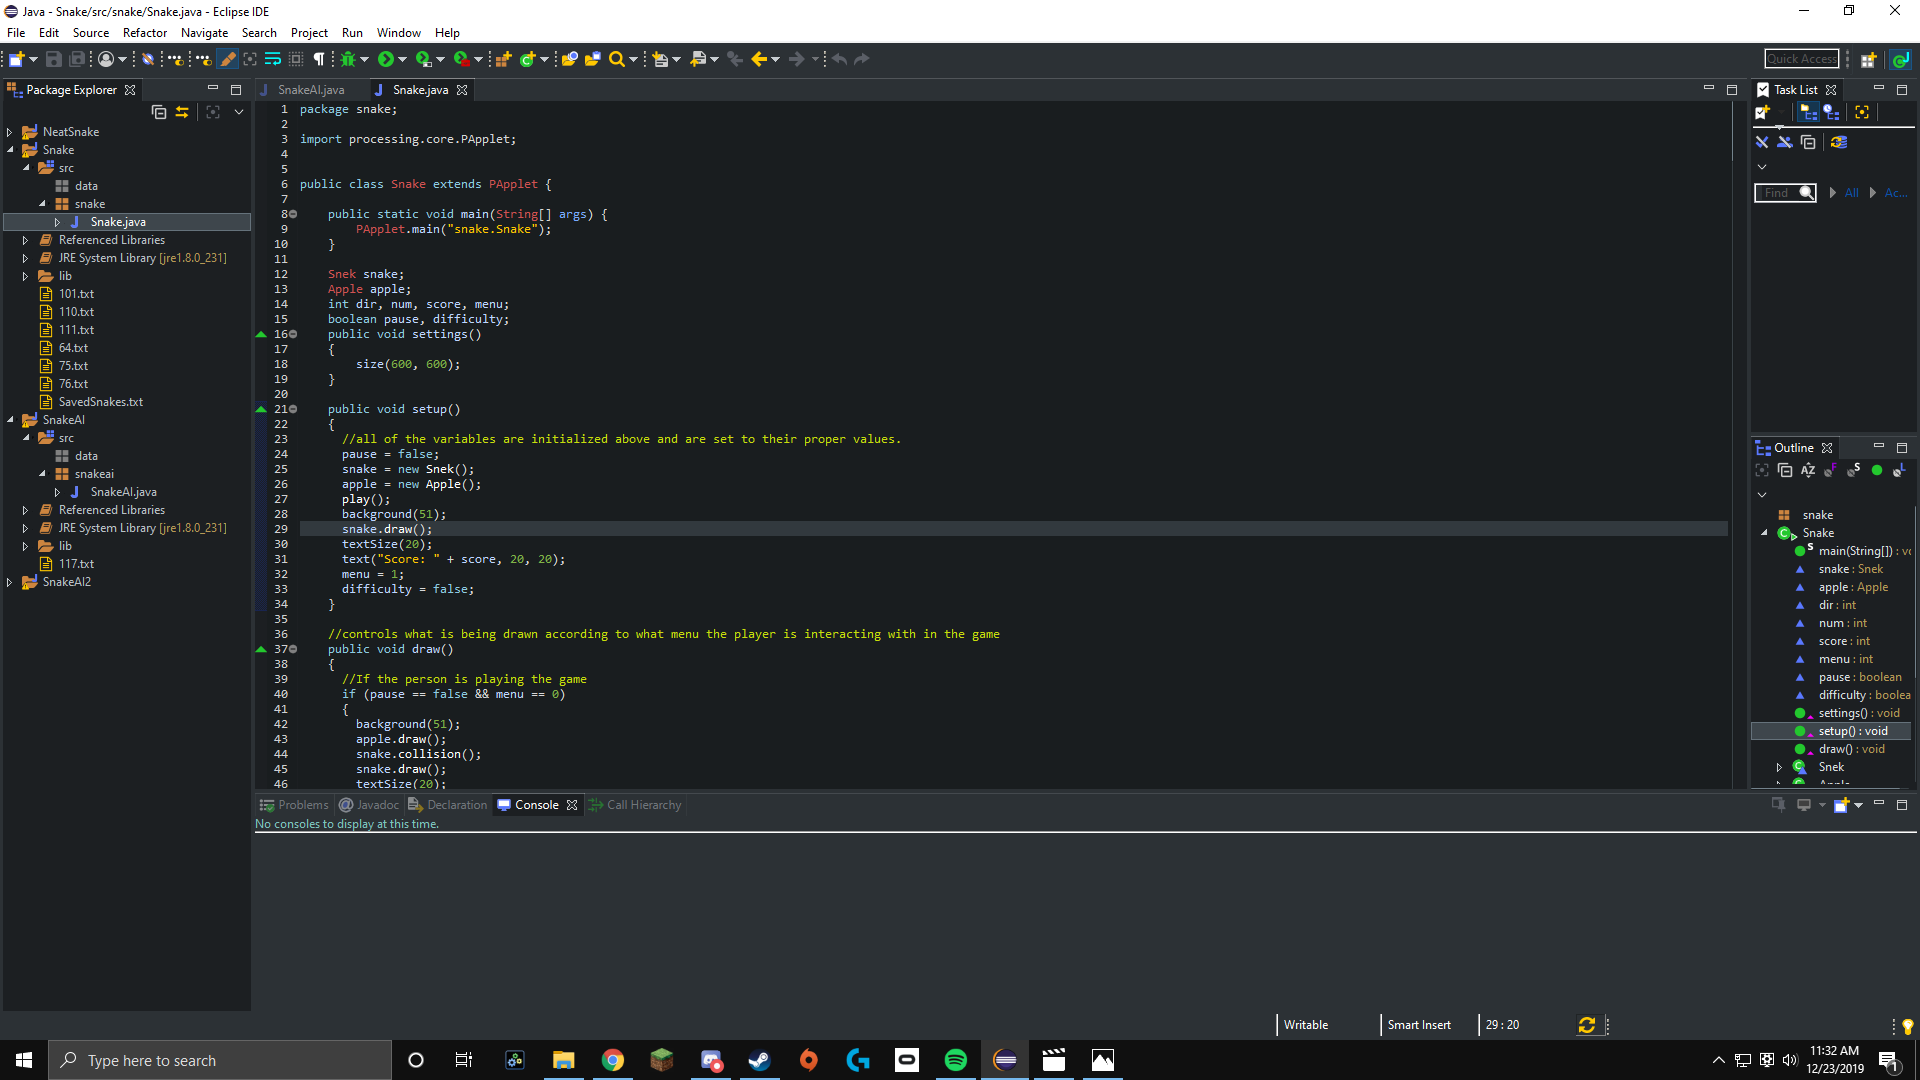 Java - Snake/src/snake/Snake.java - Eclipse IDE
File Edit Source Refactor Navigate Search Project Run Window Help
Quick Access
Package Explorer
NeatSnake
Snake
src
data
snake
Snake.java
Referenced Libraries
JRE System Library [jre1.8.0_231]
lib
101.txt
110.txt
111.txt
64.txt
75.txt
76.txt
SavedSnakes.txt
SnakeAI
src
data
snakeai
SnakeAI.java
Referenced Libraries
JRE System Library [jre1.8.0_231]
lib
117.txt
SnakeAI2
SnakeAI.java Snake.java
1 package snake;
2
3 import processing.core.PApplet;
4
5
6 public class Snake extends PApplet {
7
8 public static void main(String[] args) {
9 PApplet.main("snake.Snake");
10 }
11
12 Snek snake;
13 Apple apple;
14 int dir, num, score, menu;
15 boolean pause, difficulty;
16 public void settings()
17 {
18 size(600, 600);
19 }
20
21 public void setup()
22 {
23 //all of the variables are initialized above and are set to their proper values.
24 pause = false;
25 snake = new Snek();
26 apple = new Apple();
27 play();
28 background(51);
29 snake.draw();
30 textSize(20);
31 text("Score: " + score, 20, 20);
32 menu = 1;
33 difficulty = false;
34 }
35
36 //controls what is being drawn according to what menu the player is interacting with in the game
37 public void draw()
38 {
39 //If the person is playing the game
40 if (pause == false && menu == 0)
41 {
42 background(51);
43 apple.draw();
44 snake.collision();
45 snake.draw();
46 textSize(20);
Problems Javadoc Declaration Console Call Hierarchy
No consoles to display at this time.
Task List
Find All Ac...
Outline
snake
Snake
main(String[]) : vo
snake : Snek
apple : Apple
dir : int
num : int
score : int
menu : int
pause : boolean
difficulty : boolea
settings() : void
setup() : void
draw() : void
Snek
Writable Smart Insert 29 : 20
Type here to search
11:32 AM
12/23/2019
1